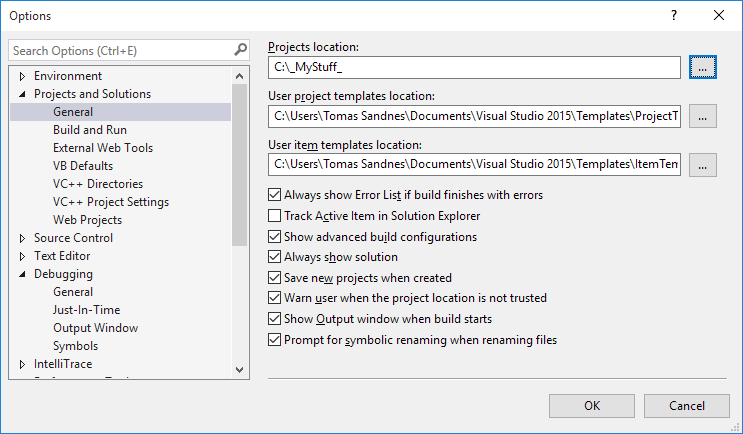 Options
?
Search Options (Ctrl+E)
Environment
Projects and Solutions
General
Build and Run
External Web Tools
VB Defaults
VC++ Directories
VC++ Project Settings
Web Projects
Source Control
Text Editor
Debugging
General
Just-In-Time
Output Window
Symbols
IntelliTrace
Projects location:
C:\_MyStuff_
...
User project templates location:
C:\Users\Tomas Sandnes\Documents\Visual Studio 2015\Templates\ProjectT
...
User item templates location:
C:\Users\Tomas Sandnes\Documents\Visual Studio 2015\Templates\ItemTem
...
Always show Error List if build finishes with errors
Track Active Item in Solution Explorer
Show advanced build configurations
Always show solution
Save new projects when created
Warn user when the project location is not trusted
Show Output window when build starts
Prompt for symbolic renaming when renaming files
OK
Cancel